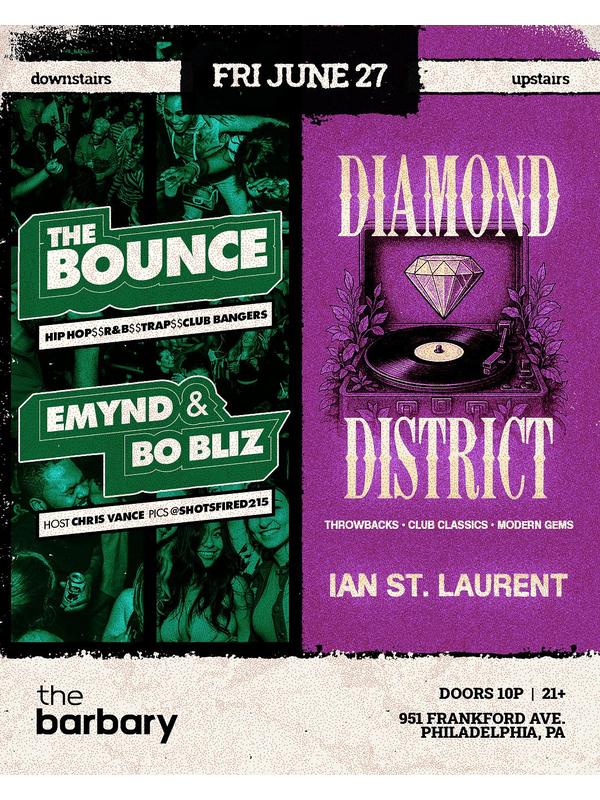 downstairs
FRI JUNE 27
upstairs
THE
BOUNCE
HIP HOP$$R&B$$TRAP$$CLUB BANGERS
EMYND &
BO BLIZ
HOST CHRIS VANCE PICS @SHOTSFIRED215
DIAMOND
DISTRICT
THROWBACKS • CLUB CLASSICS • MODERN GEMS
IAN ST. LAURENT
the
barbary
DOORS 10P | 21+
951 FRANKFORD AVE.
PHILADELPHIA, PA